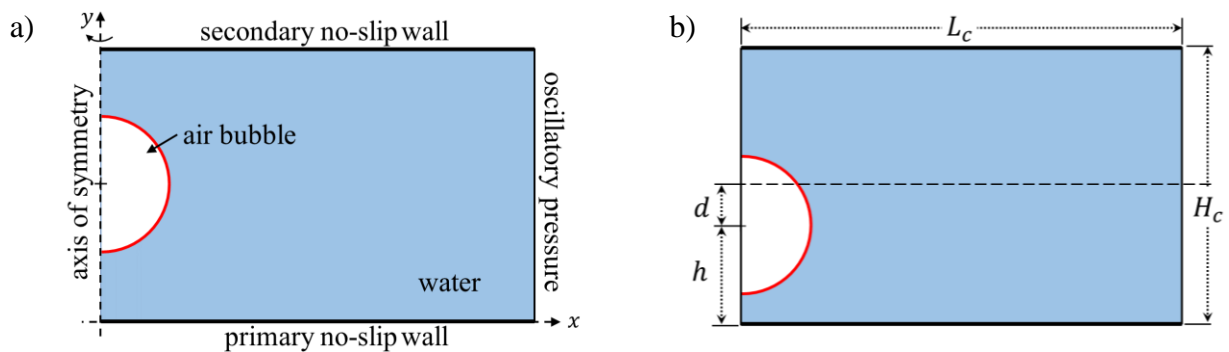 a)
y
secondary no-slip wall
axis of symmetry
air bubble
water
oscillatory pressure
x
primary no-slip wall
b)
L_c
d
h
H_c